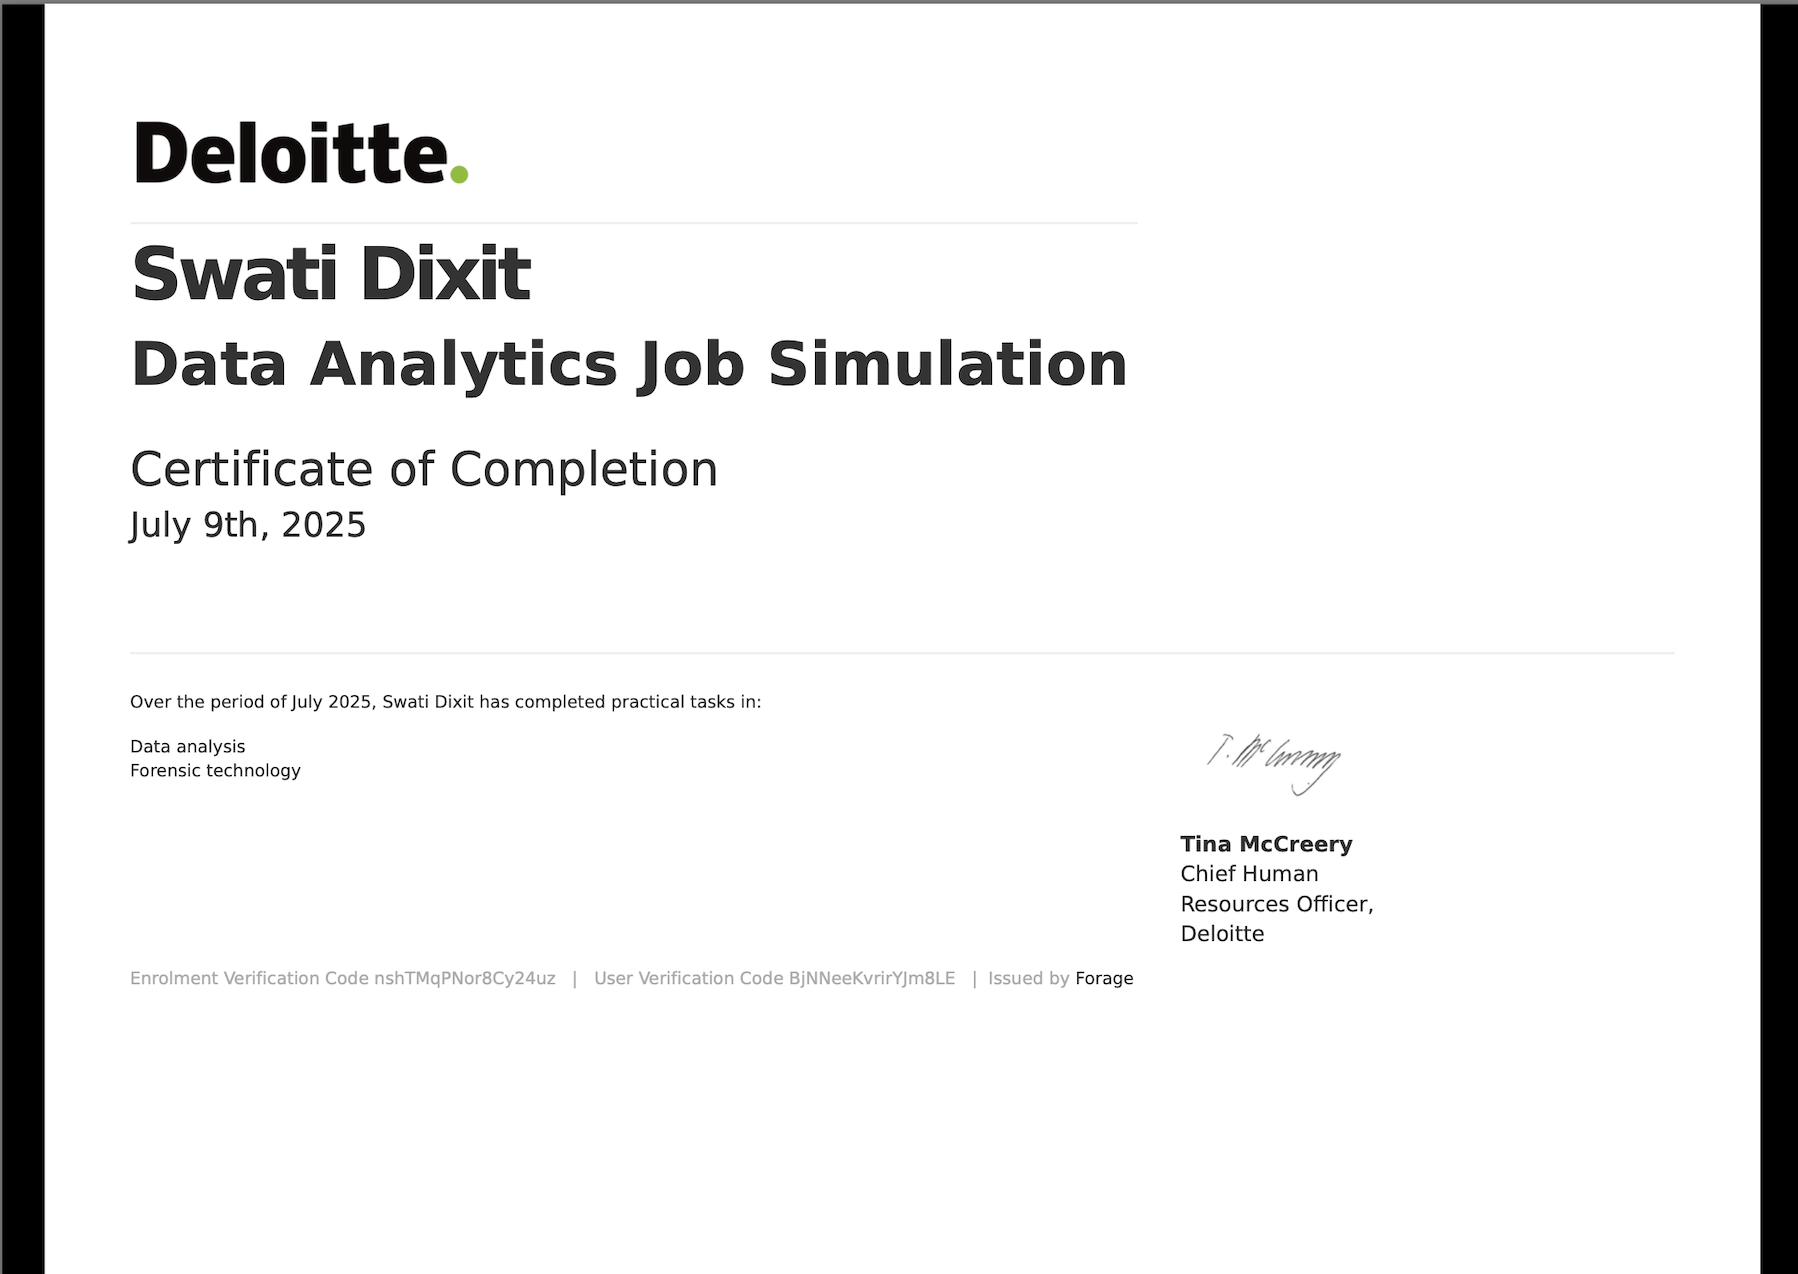 Deloitte.
Swati Dixit
Data Analytics Job Simulation
Certificate of Completion
July 9th, 2025
Over the period of July 2025, Swati Dixit has completed practical tasks in:
Data analysis
Forensic technology
T. McCreery
Tina McCreery
Chief Human
Resources Officer,
Deloitte
Enrolment Verification Code nshTMqPNor8Cy24uz | User Verification Code BjNNeeKvrirYJm8LE | Issued by Forage